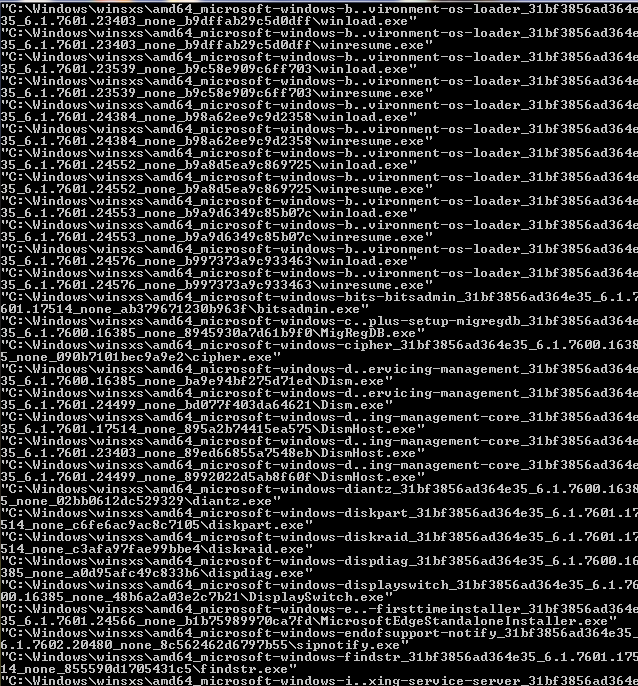 "C:\Windows\winsxs\amd64_microsoft-windows-b..vironment-os-loader_31bf3856ad364e
35_6.1.7601.23403_none_b9dffab29c5d0dff\winload.exe"
"C:\Windows\winsxs\amd64_microsoft-windows-b..vironment-os-loader_31bf3856ad364e
35_6.1.7601.23403_none_b9dffab29c5d0dff\winresume.exe"
"C:\Windows\winsxs\amd64_microsoft-windows-b..vironment-os-loader_31bf3856ad364e
35_6.1.7601.23539_none_b9c58e909c6ff703\winload.exe"
"C:\Windows\winsxs\amd64_microsoft-windows-b..vironment-os-loader_31bf3856ad364e
35_6.1.7601.23539_none_b9c58e909c6ff703\winresume.exe"
"C:\Windows\winsxs\amd64_microsoft-windows-b..vironment-os-loader_31bf3856ad364e
35_6.1.7601.24384_none_b98a62ee9c9d2358\winload.exe"
"C:\Windows\winsxs\amd64_microsoft-windows-b..vironment-os-loader_31bf3856ad364e
35_6.1.7601.24384_none_b98a62ee9c9d2358\winresume.exe"
"C:\Windows\winsxs\amd64_microsoft-windows-b..vironment-os-loader_31bf3856ad364e
35_6.1.7601.24552_none_b9a8d5ea9c869725\winload.exe"
"C:\Windows\winsxs\amd64_microsoft-windows-b..vironment-os-loader_31bf3856ad364e
35_6.1.7601.24552_none_b9a8d5ea9c869725\winresume.exe"
"C:\Windows\winsxs\amd64_microsoft-windows-b..vironment-os-loader_31bf3856ad364e
35_6.1.7601.24553_none_b9a9d6349c85b07c\winload.exe"
"C:\Windows\winsxs\amd64_microsoft-windows-b..vironment-os-loader_31bf3856ad364e
35_6.1.7601.24553_none_b9a9d6349c85b07c\winresume.exe"
"C:\Windows\winsxs\amd64_microsoft-windows-b..vironment-os-loader_31bf3856ad364e
35_6.1.7601.24576_none_b997373a9c933463\winload.exe"
"C:\Windows\winsxs\amd64_microsoft-windows-b..vironment-os-loader_31bf3856ad364e
35_6.1.7601.24576_none_b997373a9c933463\winresume.exe"
"C:\Windows\winsxs\amd64_microsoft-windows-bits-bitsadmin_31bf3856ad364e35_6.1.7
601.17514_none_ab379671230b963f\bitsadmin.exe"
"C:\Windows\winsxs\amd64_microsoft-windows-c..plus-setup-migregdb_31bf3856ad364e
35_6.1.7600.16385_none_8945930a7d61b9f0\MigRegDB.exe"
"C:\Windows\winsxs\amd64_microsoft-windows-cipher_31bf3856ad364e35_6.1.7600.1638
5_none_090b7101bec9a9e2\cipher.exe"
"C:\Windows\winsxs\amd64_microsoft-windows-d..ervicing-management_31bf3856ad364e
35_6.1.7600.16385_none_ba9e94bf275d71ed\Dism.exe"
"C:\Windows\winsxs\amd64_microsoft-windows-d..ervicing-management_31bf3856ad364e
35_6.1.7601.24499_none_bd077f403da64621\Dism.exe"
"C:\Windows\winsxs\amd64_microsoft-windows-d..ing-management-core_31bf3856ad364e
35_6.1.7601.17514_none_895a2b74415ea575\DismHost.exe"
"C:\Windows\winsxs\amd64_microsoft-windows-d..ing-management-core_31bf3856ad364e
35_6.1.7601.23403_none_89ed66855a7548eb\DismHost.exe"
"C:\Windows\winsxs\amd64_microsoft-windows-d..ing-management-core_31bf3856ad364e
35_6.1.7601.24499_none_8992022d5ab8f60f\DismHost.exe"
"C:\Windows\winsxs\amd64_microsoft-windows-diantz_31bf3856ad364e35_6.1.7600.1638
5_none_02bb0612dc529329\diantz.exe"
"C:\Windows\winsxs\amd64_microsoft-windows-diskpart_31bf3856ad364e35_6.1.7601.17
514_none_c6fe6ac9ac8c7105\diskpart.exe"
"C:\Windows\winsxs\amd64_microsoft-windows-diskraid_31bf3856ad364e35_6.1.7601.17
514_none_c3afa97fae99bbe4\diskraid.exe"
"C:\Windows\winsxs\amd64_microsoft-windows-dispdiag_31bf3856ad364e35_6.1.7600.16
385_none_a0d95afc49c833b6\dispdiag.exe"
"C:\Windows\winsxs\amd64_microsoft-windows-displayswitch_31bf3856ad364e35_6.1.76
00.16385_none_48b6a2a03e2c7b21\DisplaySwitch.exe"
"C:\Windows\winsxs\amd64_microsoft-windows-e..-firsttimeinstaller_31bf3856ad364e
35_6.1.7601.24566_none_b1b75989970ca7fd\MicrosoftEdgeStandaloneInstaller.exe"
"C:\Windows\winsxs\amd64_microsoft-windows-endofsupport-notify_31bf3856ad364e35_
6.1.7602.20480_none_8c562462d6797b55\sipnotify.exe"
"C:\Windows\winsxs\amd64_microsoft-windows-findstr_31bf3856ad364e35_6.1.7601.175
14_none_855590d1705431c5\findstr.exe"
"C:\Windows\winsxs\amd64_microsoft-windows-i..xing-service-server_31bf3856ad364e